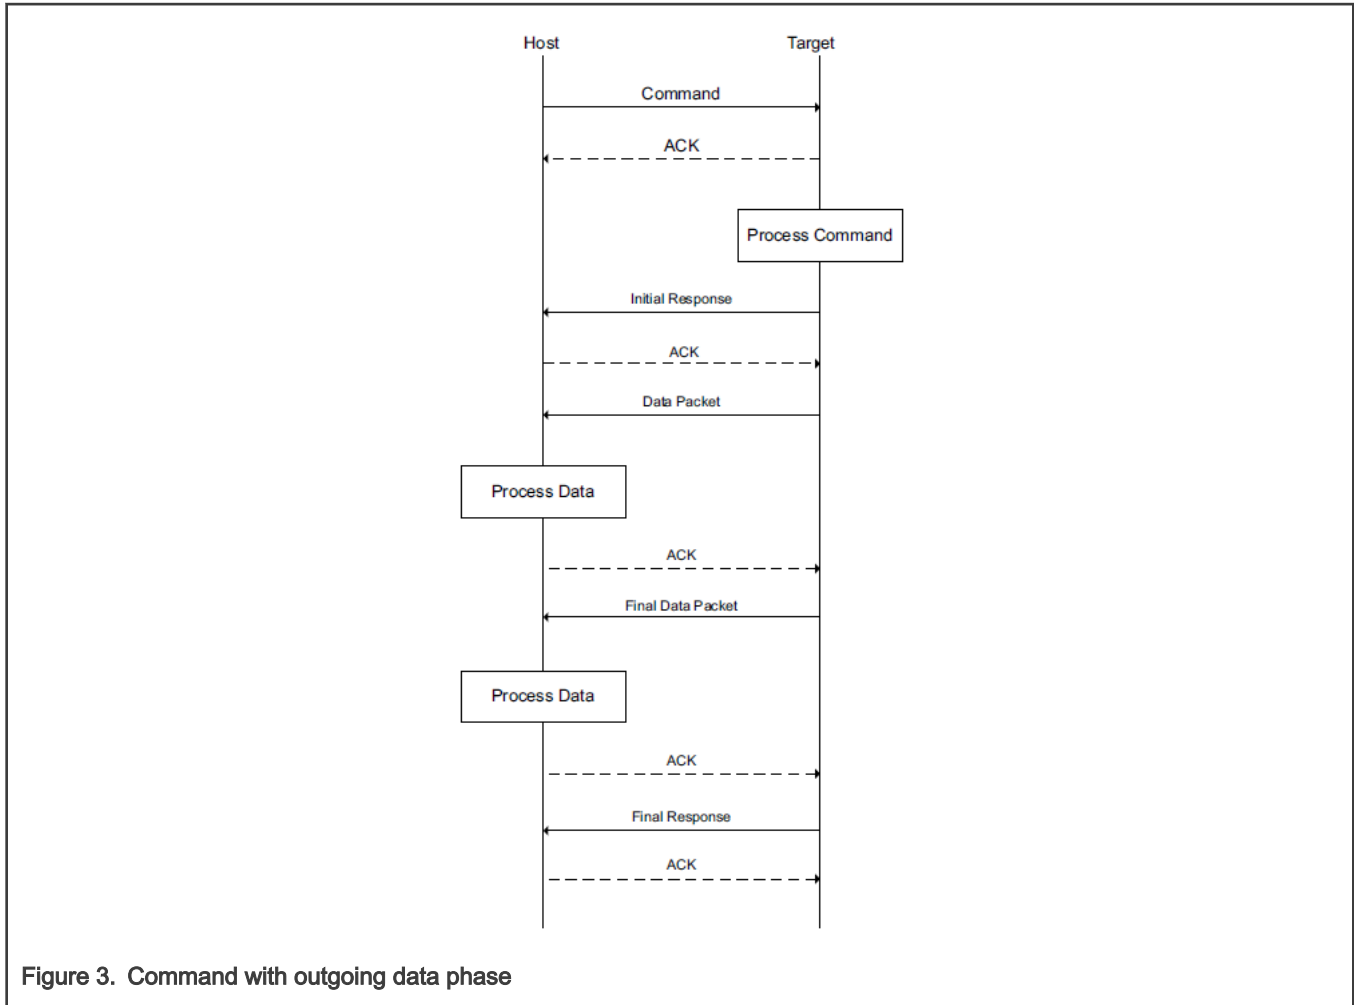 Host Target
Command
ACK
Process Command
Initial Response
ACK
Data Packet
Process Data
ACK
Final Data Packet
Process Data
ACK
Final Response
ACK
Figure 3. Command with outgoing data phase